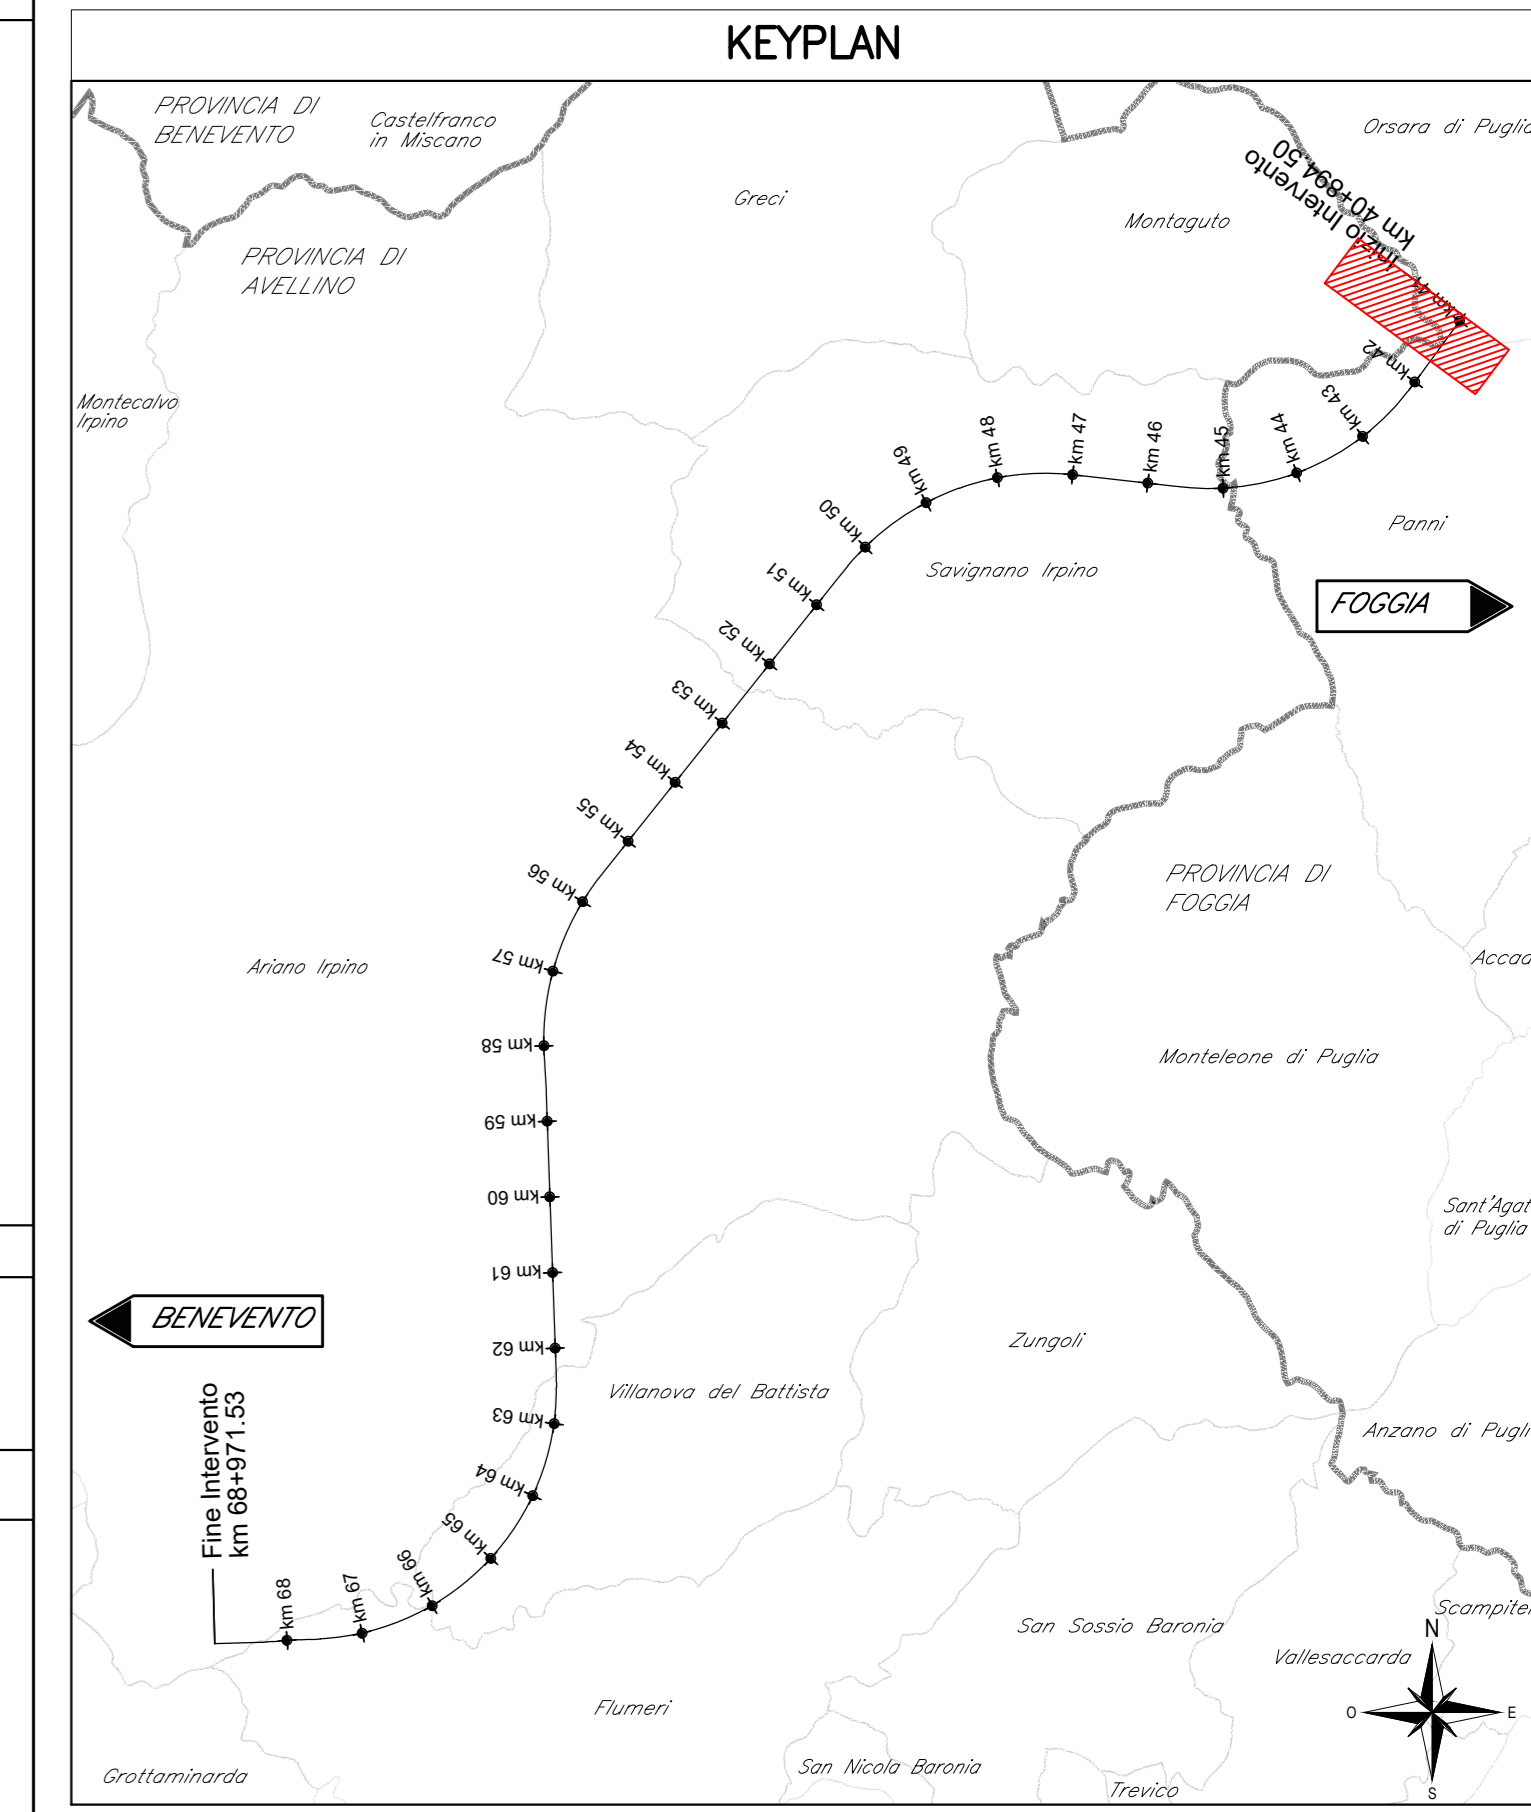 KEYPLAN
PROVINCIA DI
BENEVENTO
Castelfranco
in Miscano
Orsara di Puglia
Greci
Montaguto
Inizio Intervento
km 40+894.50
PROVINCIA DI
AVELLINO
km 41
km 42
km 43
km 44
km 45
km 46
km 47
km 48
km 49
km 50
km 51
km 52
km 53
km 54
km 55
km 56
km 57
km 58
km 59
km 60
km 61
km 62
km 63
km 64
km 65
km 66
km 67
km 68
Montecalvo
Irpino
Panni
Savignano Irpino
FOGGIA
PROVINCIA DI
FOGGIA
Ariano Irpino
Accad
Monteleone di Puglia
Sant'Agat
di Puglia
BENEVENTO
Zungoli
Villanova del Battista
Fine Intervento
km 68+971.53
Anzano di Pugli
Scampite
San Sossio Baronia
Vallesaccarda
N
O
E
S
Flumeri
Grottaminarda
San Nicola Baronia
Trevico